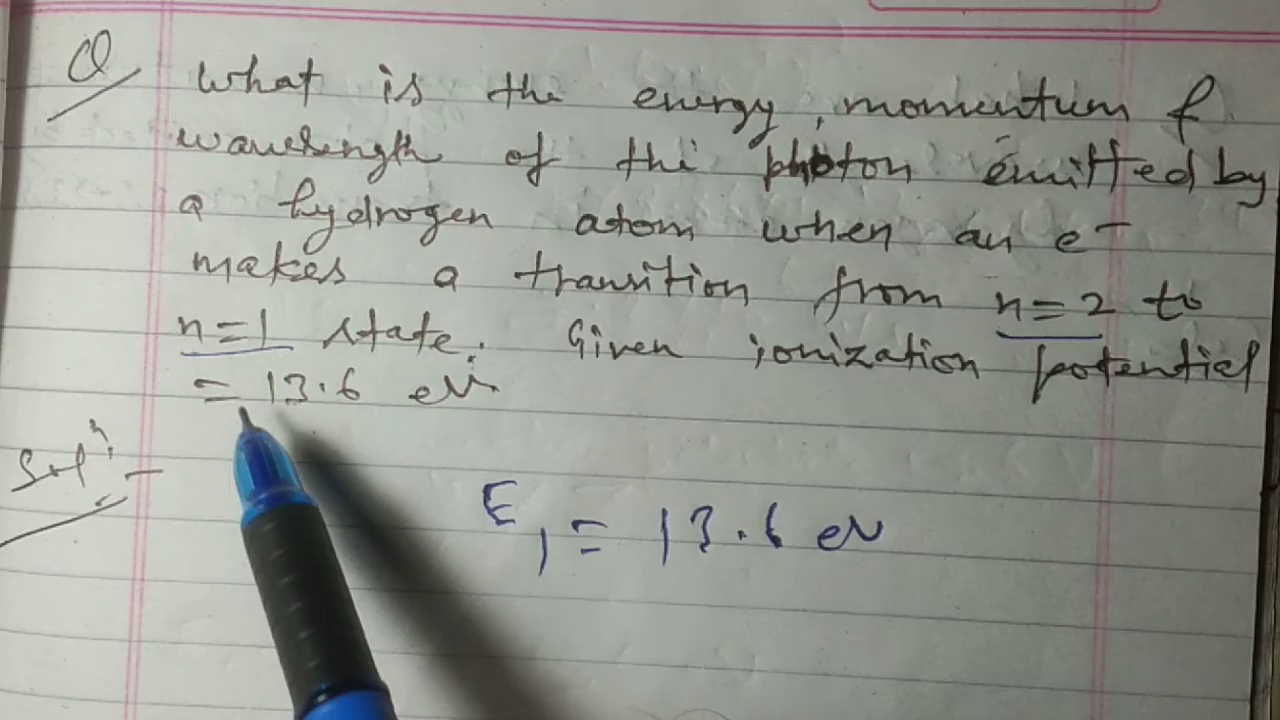 Q What is the energy, momentum &
wavelength of the photon emitted by
a hydrogen atom when an e-
makes a transition from n=2 to
n=1 state. Given ionization potential
= 13.6 eV.
Solⁿ:-
E₁ = 13.6 eV